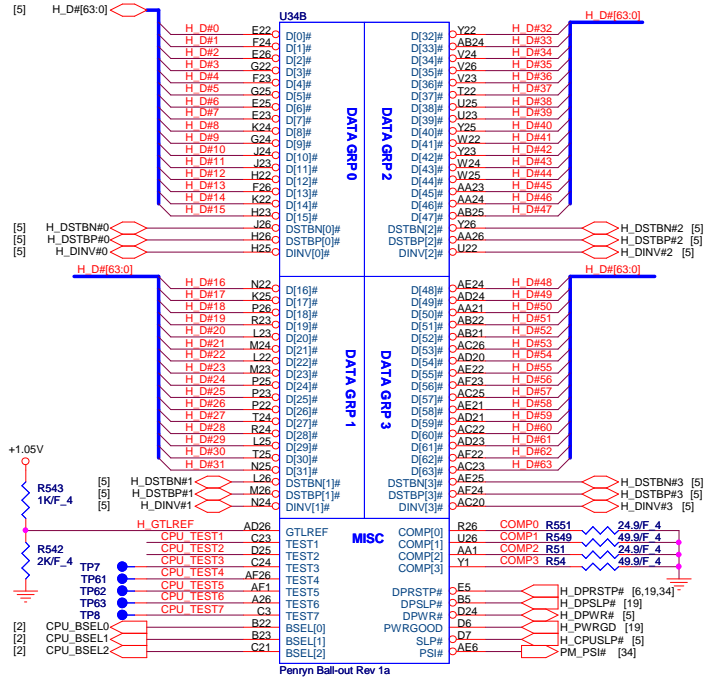 [5] H_D#[63:0] U34B H_D#[63:0]
H_D#0 E22 D[0]# D[32]# Y22 H_D#32
H_D#1 F24 D[1]# D[33]# AB24 H_D#33
H_D#2 E26 D[2]# D[34]# V24 H_D#34
H_D#3 G22 D[3]# D[35]# V26 H_D#35
H_D#4 F23 D[4]# D[36]# V23 H_D#36
H_D#5 G25 D[5]# D[37]# T22 H_D#37
H_D#6 E25 D[6]# D[38]# U25 H_D#38
H_D#7 E23 D[7]# D[39]# U23 H_D#39
H_D#8 K24 D[8]# D[40]# Y25 H_D#40
H_D#9 G24 D[9]# D[41]# W22 H_D#41
H_D#10 J24 D[10]# D[42]# Y23 H_D#42
H_D#11 J23 D[11]# D[43]# W24 H_D#43
H_D#12 H22 D[12]# D[44]# W25 H_D#44
H_D#13 F26 D[13]# D[45]# AA23 H_D#45
H_D#14 K22 D[14]# D[46]# AA24 H_D#46
H_D#15 H23 D[15]# D[47]# AB25 H_D#47
[5] H_DSTBN#0 J26 DSTBN[0]# DSTBN[2]# Y26 H_DSTBN#2 [5]
[5] H_DSTBP#0 H26 DSTBP[0]# DSTBP[2]# AA26 H_DSTBP#2 [5]
[5] H_DINV#0 H25 DINV[0]# DINV[2]# U22 H_DINV#2 [5]
DATA GRP 0
DATA GRP 2
H_D#[63:0] H_D#[63:0]
H_D#16 N22 D[16]# D[48]# AE24 H_D#48
H_D#17 K25 D[17]# D[49]# AD24 H_D#49
H_D#18 P26 D[18]# D[50]# AA21 H_D#50
H_D#19 R23 D[19]# D[51]# AB22 H_D#51
H_D#20 L23 D[20]# D[52]# AB21 H_D#52
H_D#21 M24 D[21]# D[53]# AC26 H_D#53
H_D#22 L22 D[22]# D[54]# AD20 H_D#54
H_D#23 M23 D[23]# D[55]# AE22 H_D#55
H_D#24 P25 D[24]# D[56]# AF23 H_D#56
H_D#25 P23 D[25]# D[57]# AC25 H_D#57
H_D#26 P22 D[26]# D[58]# AE21 H_D#58
H_D#27 T24 D[27]# D[59]# AD21 H_D#59
H_D#28 R24 D[28]# D[60]# AC22 H_D#60
H_D#29 L25 D[29]# D[61]# AD23 H_D#61
H_D#30 T25 D[30]# D[62]# AF22 H_D#62
H_D#31 N25 D[31]# D[63]# AC23 H_D#63
[5] H_DSTBN#1 L26 DSTBN[1]# DSTBN[3]# AE25 H_DSTBN#3 [5]
[5] H_DSTBP#1 M26 DSTBP[1]# DSTBP[3]# AF24 H_DSTBP#3 [5]
[5] H_DINV#1 N24 DINV[1]# DINV[3]# AC20 H_DINV#3 [5]
DATA GRP 1
DATA GRP 3
+1.05V
R543
1K/F_4
R542
2K/F_4
MISC
H_GTLREF AD26 GTLREF COMP[0] R26 COMP0 R551 24.9/F_4
CPU_TEST1 C23 TEST1 COMP[1] U26 COMP1 R549 49.9/F_4
CPU_TEST2 D25 TEST2 COMP[2] AA1 COMP2 R51 24.9/F_4
TP7 CPU_TEST3 C24 TEST3 COMP[3] Y1 COMP3 R54 49.9/F_4
TP61 CPU_TEST4 AF26 TEST4
TP62 CPU_TEST5 AF1 TEST5 DPRSTP# E5 H_DPRSTP# [6,19,34]
TP63 CPU_TEST6 A26 TEST6 DPSLP# B5 H_DPSLP# [19]
TP8 CPU_TEST7 C3 TEST7 DPWR# D24 H_DPWR# [5]
[2] CPU_BSEL0 B22 BSEL[0] PWRGOOD D6 H_PWRGD [19]
[2] CPU_BSEL1 B23 BSEL[1] SLP# D7 H_CPUSLP# [5]
[2] CPU_BSEL2 C21 BSEL[2] PSI# AE6 PM_PSI# [34]
Penryn Ball-out Rev 1a